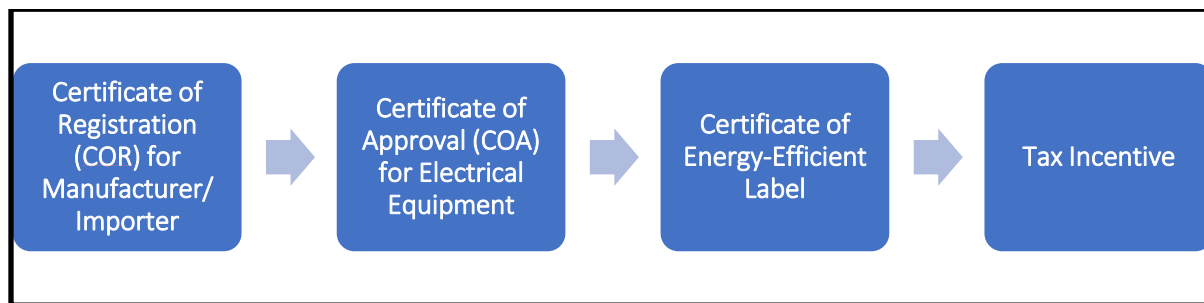 Certificate of
Registration
(COR) for
Manufacturer/
Importer
Certificate of
Approval (COA)
for Electrical
Equipment
Certificate of
Energy-Efficient
Label
Tax Incentive